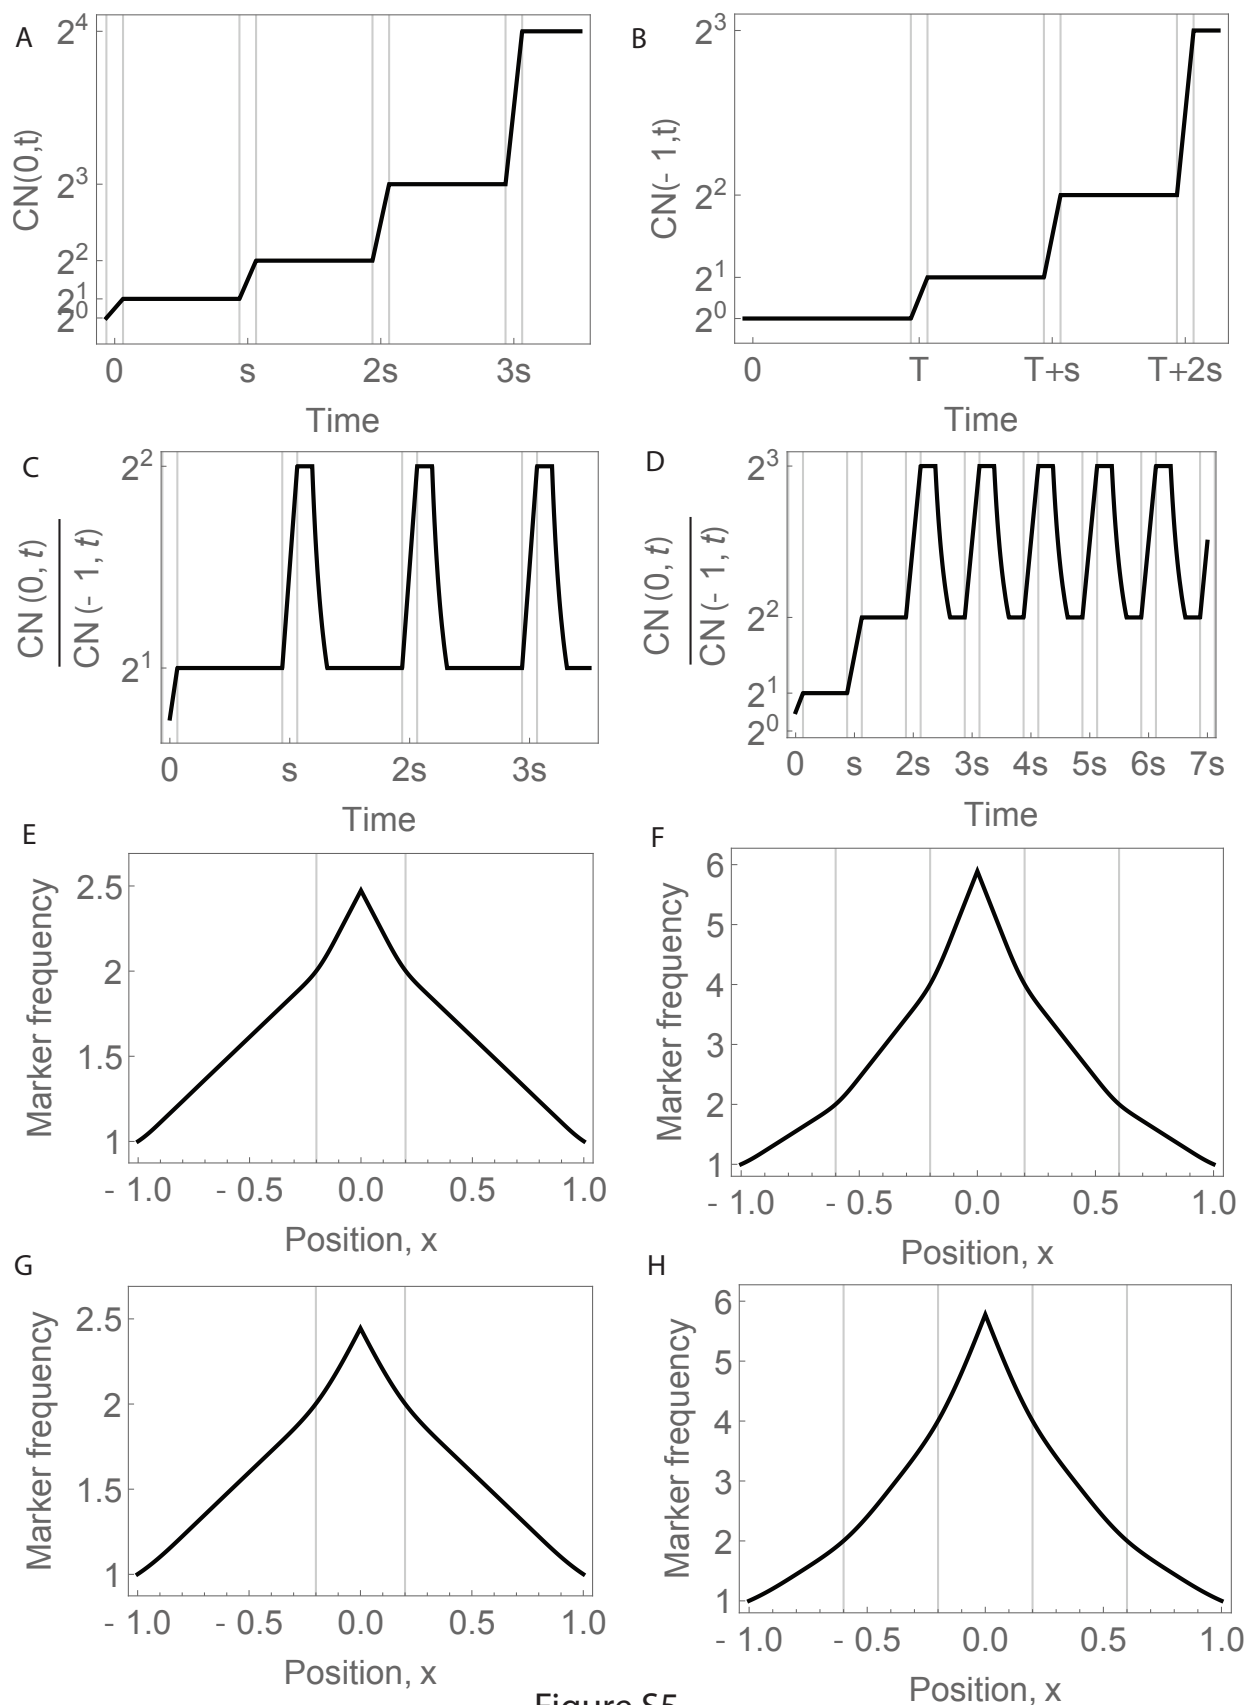 A
2^4
2^3
2^2
2^1
2^0
CN(0,t)
0 s 2s 3s
Time
B
2^3
2^2
2^1
2^0
CN(- 1,t)
0 T T+s T+2s
Time
C
2^2
2^1
CN (0, t)
CN (- 1, t)
0 s 2s 3s
Time
D
2^3
2^2
2^1
2^0
CN (0, t)
CN (- 1, t)
0 s 2s 3s 4s 5s 6s 7s
Time
E
2.5
2
1.5
1
Marker frequency
- 1.0 - 0.5 0.0 0.5 1.0
Position, x
F
6
5
4
3
2
1
Marker frequency
- 1.0 - 0.5 0.0 0.5 1.0
Position, x
G
2.5
2
1.5
1
Marker frequency
- 1.0 - 0.5 0.0 0.5 1.0
Position, x
H
6
5
4
3
2
1
Marker frequency
- 1.0 - 0.5 0.0 0.5 1.0
Position, x
Figure S5